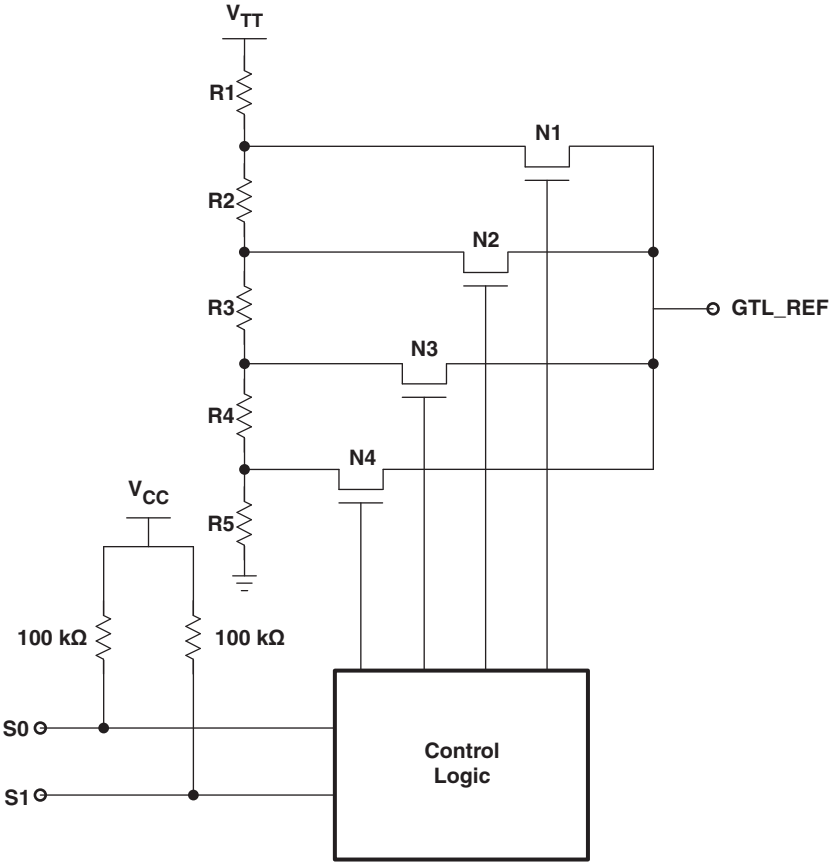 VTT
R1
N1
R2
N2
R3
GTL_REF
N3
R4
N4
VCC
R5
100 kΩ
100 kΩ
S0
Control
Logic
S1